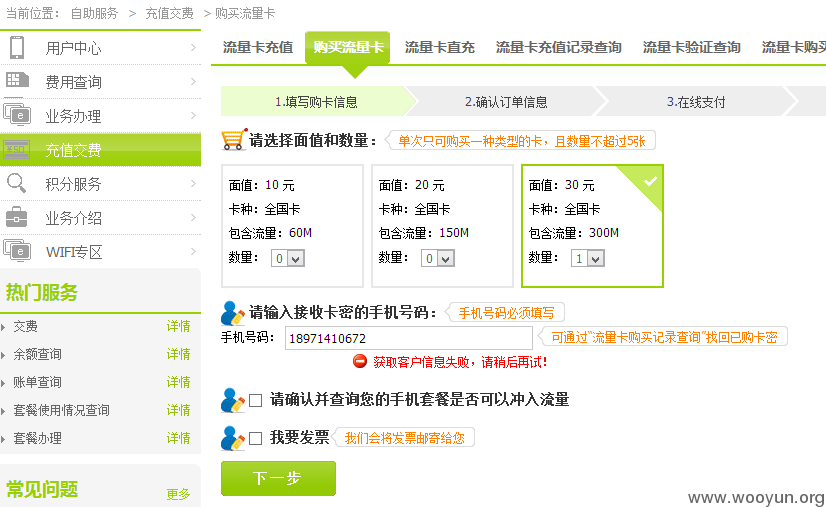 当前位置： 自助服务 > 充值交费 > 购买流量卡
用户中心
费用查询
业务办理
充值交费
积分服务
业务介绍
WIFI专区
热门服务
交费 详情
余额查询 详情
账单查询 详情
套餐使用情况查询 详情
套餐办理 详情
常见问题 更多
流量卡充值 购买流量卡 流量卡直充 流量卡充值记录查询 流量卡验证查询 流量卡购买
1.填写购卡信息 2.确认订单信息 3.在线支付
请选择面值和数量： 单次只可购买一种类型的卡，且数量不超过5张
面值：10 元
卡种：全国卡
包含流量：60M
数量： 0
面值：20 元
卡种：全国卡
包含流量：150M
数量： 0
面值：30 元
卡种：全国卡
包含流量：300M
数量： 1
请输入接收卡密的手机号码： 手机号码必须填写
手机号码： 18971410672 可通过“流量卡购买记录查询”找回已购卡密
获取客户信息失败，请稍后再试！
请确认并查询您的手机套餐是否可以冲入流量
我要发票 我们会将发票邮寄给您
下一步
www.wooyun.org